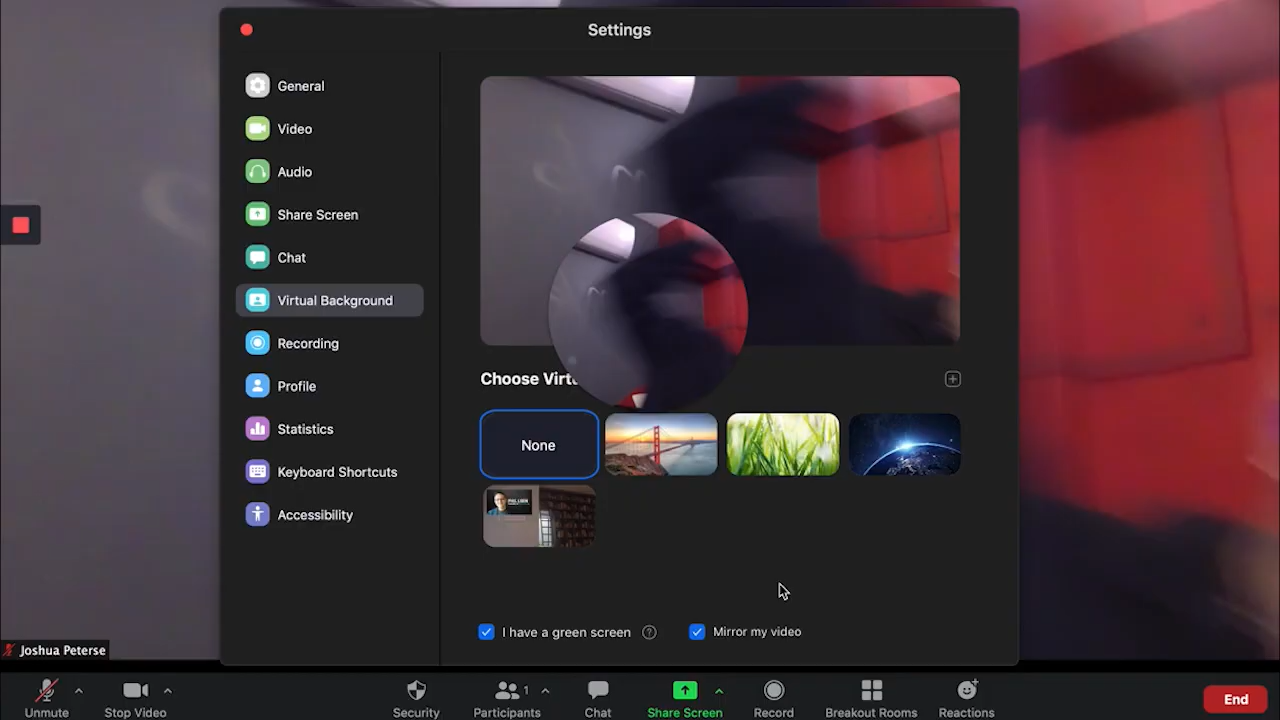 Settings
General
Video
Audio
Share Screen
Chat
Virtual Background
Recording
Profile
Statistics
Keyboard Shortcuts
Accessibility
Choose
None
I have a green screen ?
Mirror my video
Joshua Peterse
Unmute
Stop Video
Security
1
Participants
Chat
Share Screen
Record
Breakout Rooms
Reactions
End